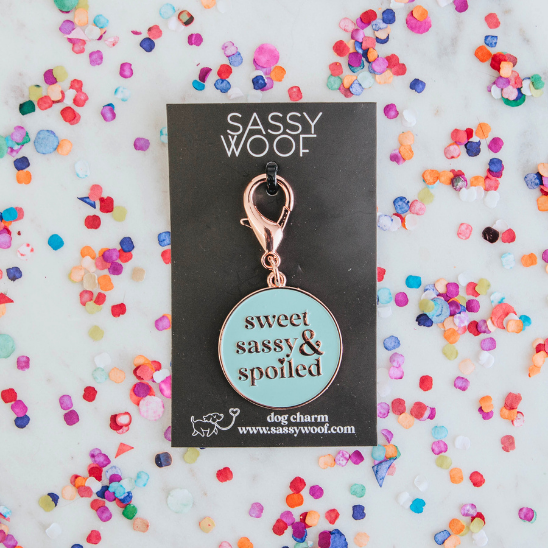 SASSY
WOOF
sweet
sassy &
spoiled
dog charm
www.sassywoof.com